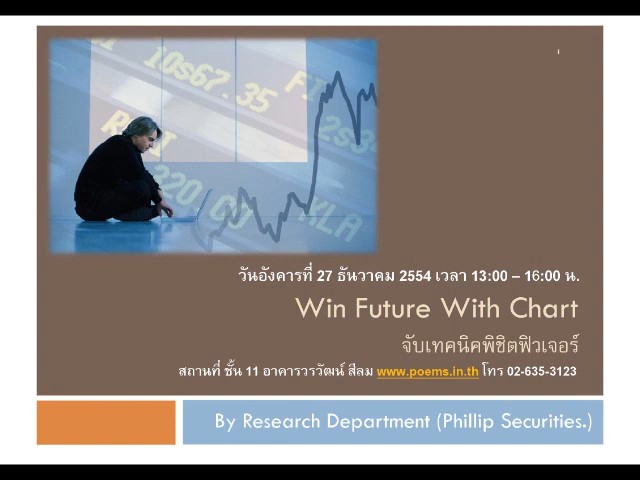 10s67.35
วันอังคารที่ 27 ธันวาคม 2554 เวลา 13:00 – 16:00 น.
Win Future With Chart
จับเทคนิคพิชิตฟิวเจอร์
สถานที่ ชั้น 11 อาคารวรวัฒน์ สีลม www.poems.in.th โทร 02-635-3123
By Research Department (Phillip Securities.)